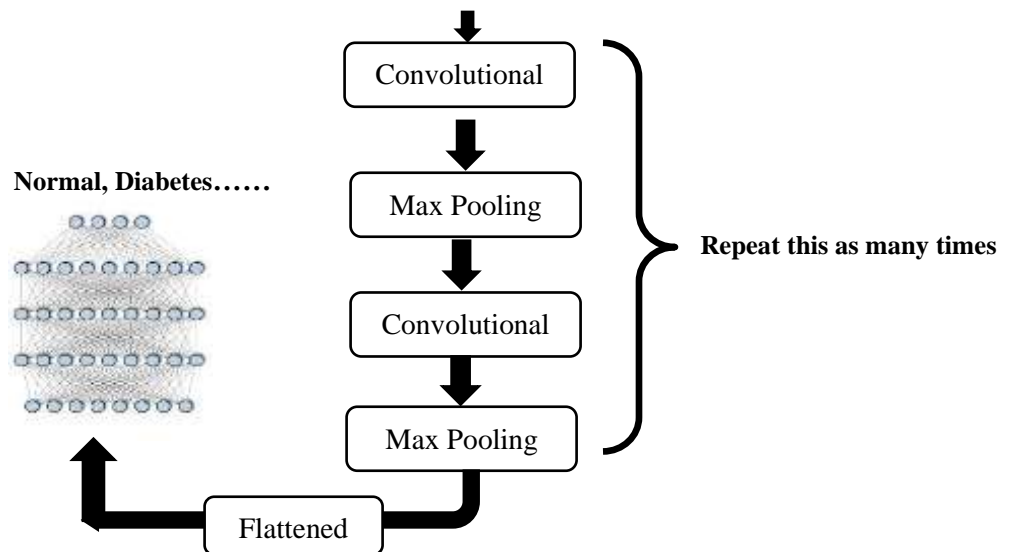 Convolutional
Max Pooling
Normal, Diabetes……
Repeat this as many times
Convolutional
Max Pooling
Flattened